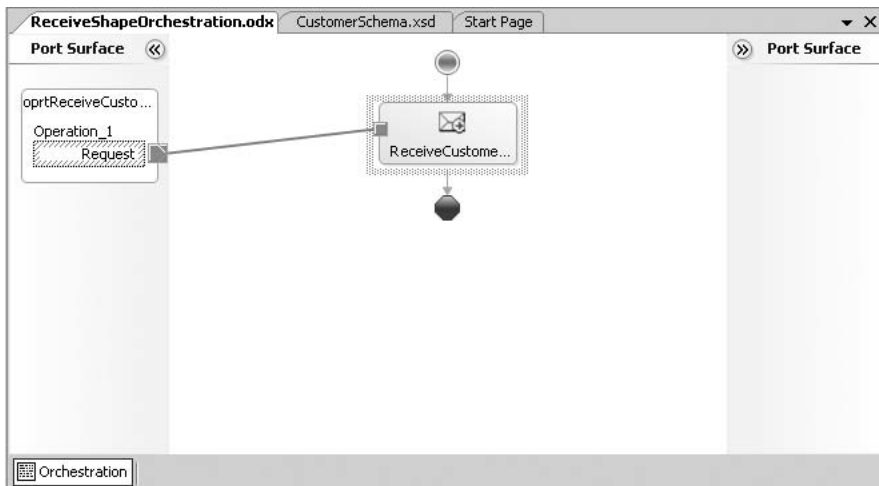 ReceiveShapeOrchestration.odx CustomerSchema.xsd Start Page
Port Surface Port Surface
oprtReceiveCusto...
Operation_1
Request
ReceiveCustome...
Orchestration